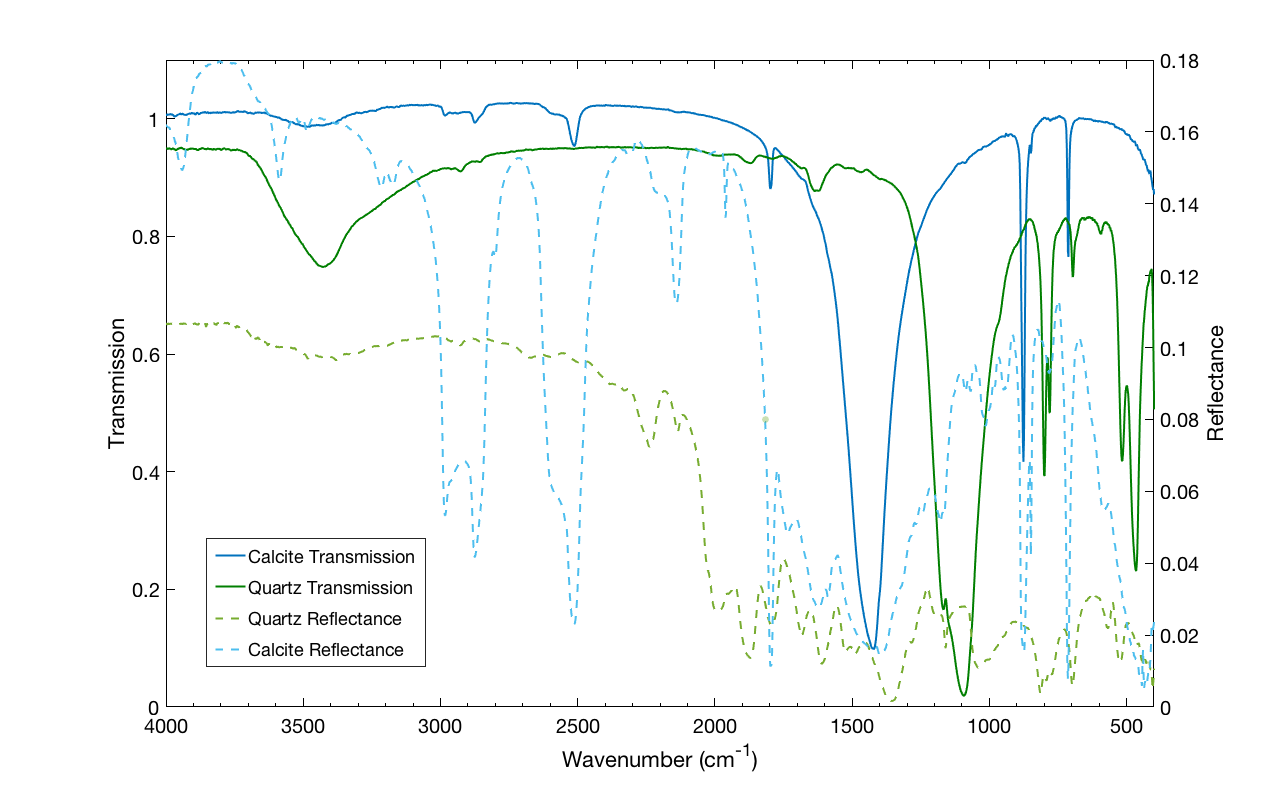 Transmission
1
0.8
0.6
0.4
0.2
0
0.18
0.16
0.14
0.12
0.1
0.08
0.06
0.04
0.02
0
Reflectance
Calcite Transmission
Quartz Transmission
Quartz Reflectance
Calcite Reflectance
4000 3500 3000 2500 2000 1500 1000 500
Wavenumber (cm-1)